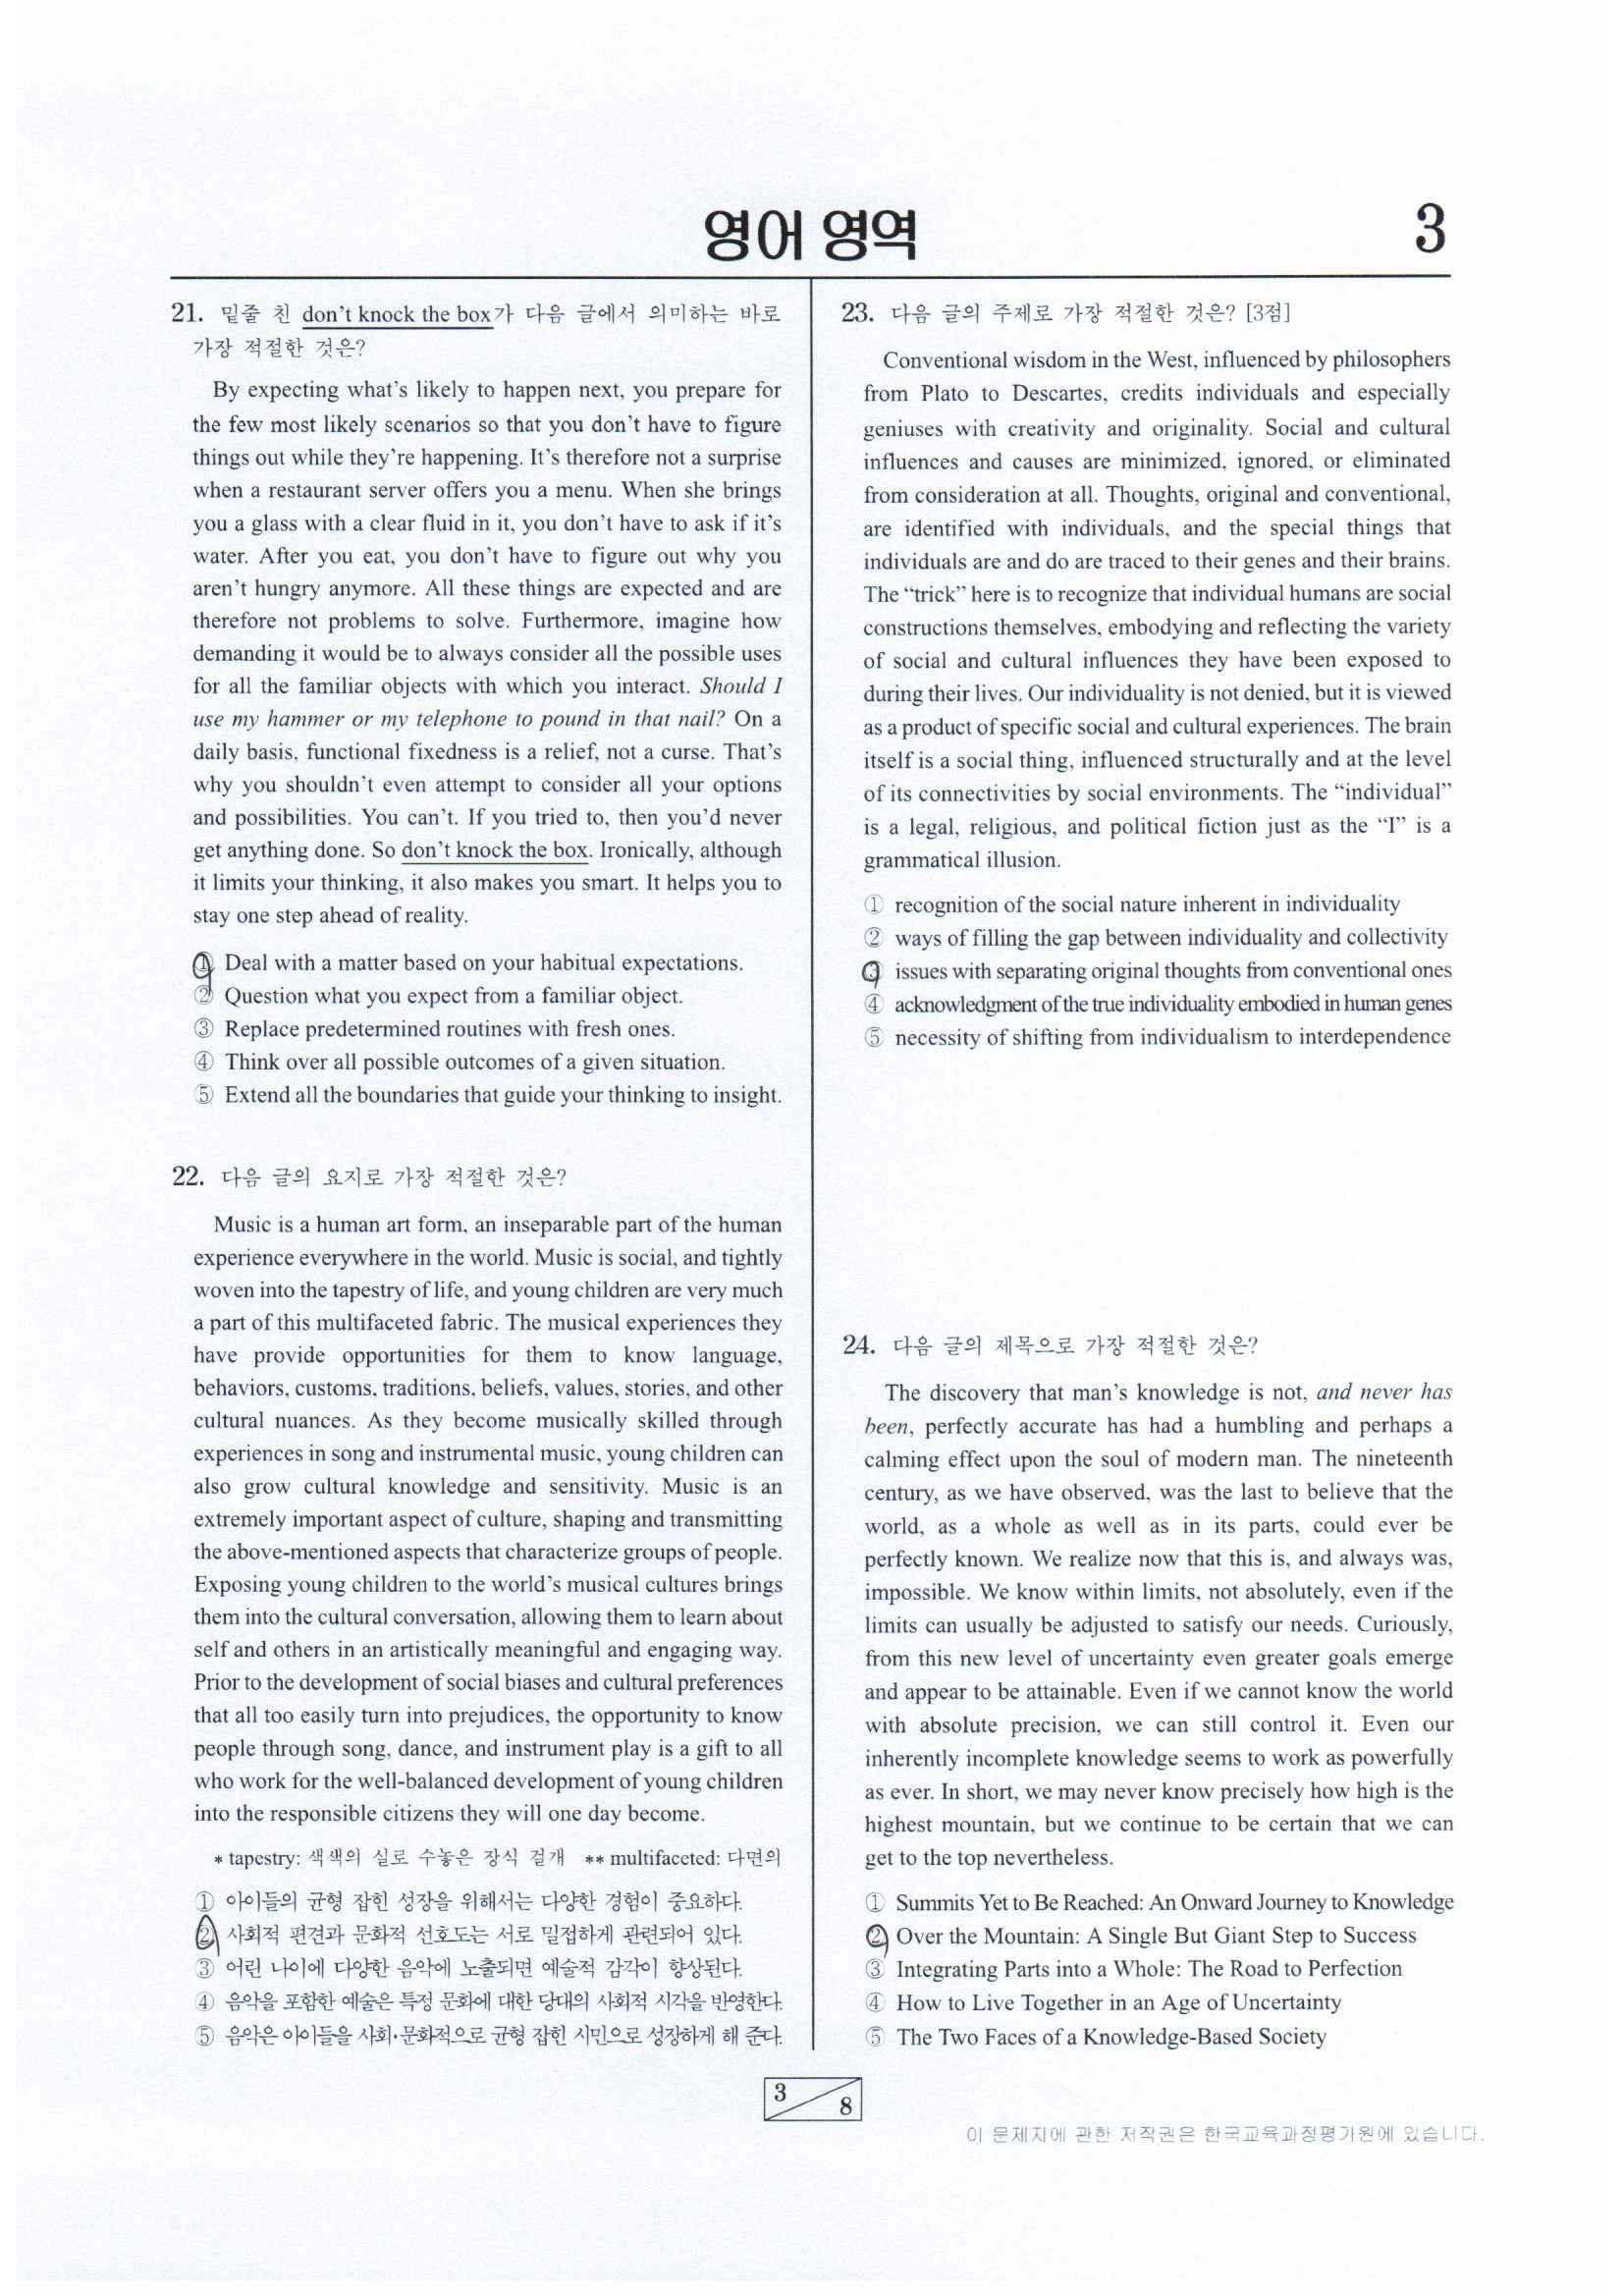 영어 영역
3
21. 밑줄 친 don't knock the box가 다음 글에서 의미하는 바로
가장 적절한 것은?
By expecting what's likely to happen next, you prepare for
the few most likely scenarios so that you don't have to figure
things out while they're happening. It's therefore not a surprise
when a restaurant server offers you a menu. When she brings
you a glass with a clear fluid in it, you don't have to ask if it's
water. After you eat, you don't have to figure out why you
aren't hungry anymore. All these things are expected and are
therefore not problems to solve. Furthermore, imagine how
demanding it would be to always consider all the possible uses
for all the familiar objects with which you interact. Should I
use my hammer or my telephone to pound in that nail? On a
daily basis, functional fixedness is a relief, not a curse. That's
why you shouldn't even attempt to consider all your options
and possibilities. You can't. If you tried to, then you'd never
get anything done. So don't knock the box. Ironically, although
it limits your thinking, it also makes you smart. It helps you to
stay one step ahead of reality.
① Deal with a matter based on your habitual expectations.
② Question what you expect from a familiar object.
③ Replace predetermined routines with fresh ones.
④ Think over all possible outcomes of a given situation.
⑤ Extend all the boundaries that guide your thinking to insight.
22. 다음 글의 요지로 가장 적절한 것은?
Music is a human art form, an inseparable part of the human
experience everywhere in the world. Music is social, and tightly
woven into the tapestry of life, and young children are very much
a part of this multifaceted fabric. The musical experiences they
have provide opportunities for them to know language,
behaviors, customs, traditions, beliefs, values, stories, and other
cultural nuances. As they become musically skilled through
experiences in song and instrumental music, young children can
also grow cultural knowledge and sensitivity. Music is an
extremely important aspect of culture, shaping and transmitting
the above-mentioned aspects that characterize groups of people.
Exposing young children to the world's musical cultures brings
them into the cultural conversation, allowing them to learn about
self and others in an artistically meaningful and engaging way.
Prior to the development of social biases and cultural preferences
that all too easily turn into prejudices, the opportunity to know
people through song, dance, and instrument play is a gift to all
who work for the well-balanced development of young children
into the responsible citizens they will one day become.
* tapestry: 색색의 실로 수놓은 장식 걸개 ** multifaceted: 다면의
① 아이들의 균형 잡힌 성장을 위해서는 다양한 경험이 중요하다.
② 사회적 편견과 문화적 선호도는 서로 밀접하게 관련되어 있다.
③ 어린 나이에 다양한 음악에 노출되면 예술적 감각이 향상된다.
④ 음악을 포함한 예술은 특정 문화에 대한 당대의 사회적 시각을 반영한다.
⑤ 음악은 아이들을 사회·문화적으로 균형 잡힌 시민으로 성장하게 해 준다.
23. 다음 글의 주제로 가장 적절한 것은? [3점]
Conventional wisdom in the West, influenced by philosophers
from Plato to Descartes, credits individuals and especially
geniuses with creativity and originality. Social and cultural
influences and causes are minimized, ignored, or eliminated
from consideration at all. Thoughts, original and conventional,
are identified with individuals, and the special things that
individuals are and do are traced to their genes and their brains.
The “trick” here is to recognize that individual humans are social
constructions themselves, embodying and reflecting the variety
of social and cultural influences they have been exposed to
during their lives. Our individuality is not denied, but it is viewed
as a product of specific social and cultural experiences. The brain
itself is a social thing, influenced structurally and at the level
of its connectivities by social environments. The “individual”
is a legal, religious, and political fiction just as the “I” is a
grammatical illusion.
① recognition of the social nature inherent in individuality
② ways of filling the gap between individuality and collectivity
③ issues with separating original thoughts from conventional ones
④ acknowledgment of the true individuality embodied in human genes
⑤ necessity of shifting from individualism to interdependence
24. 다음 글의 제목으로 가장 적절한 것은?
The discovery that man's knowledge is not, and never has
been, perfectly accurate has had a humbling and perhaps a
calming effect upon the soul of modern man. The nineteenth
century, as we have observed, was the last to believe that the
world, as a whole as well as in its parts, could ever be
perfectly known. We realize now that this is, and always was,
impossible. We know within limits, not absolutely, even if the
limits can usually be adjusted to satisfy our needs. Curiously,
from this new level of uncertainty even greater goals emerge
and appear to be attainable. Even if we cannot know the world
with absolute precision, we can still control it. Even our
inherently incomplete knowledge seems to work as powerfully
as ever. In short, we may never know precisely how high is the
highest mountain, but we continue to be certain that we can
get to the top nevertheless.
① Summits Yet to Be Reached: An Onward Journey to Knowledge
② Over the Mountain: A Single But Giant Step to Success
③ Integrating Parts into a Whole: The Road to Perfection
④ How to Live Together in an Age of Uncertainty
⑤ The Two Faces of a Knowledge-Based Society
3
8
이 문제지에 관한 저작권은 한국교육과정평가원에 있습니다.